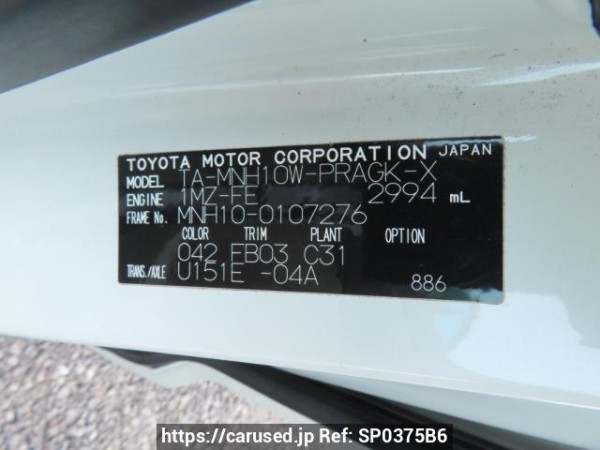 TOYOTA MOTOR CORPORATION JAPAN
MODEL TA-MNH10W-PRAGK-X
ENGINE 1MZ-FE 2994 mL
FRAME No. MNH10-0107276
COLOR TRIM PLANT OPTION
042 FB03 C31
TRANS./AXLE U151E -04A
886
https://carused.jp Ref: SP0375B6